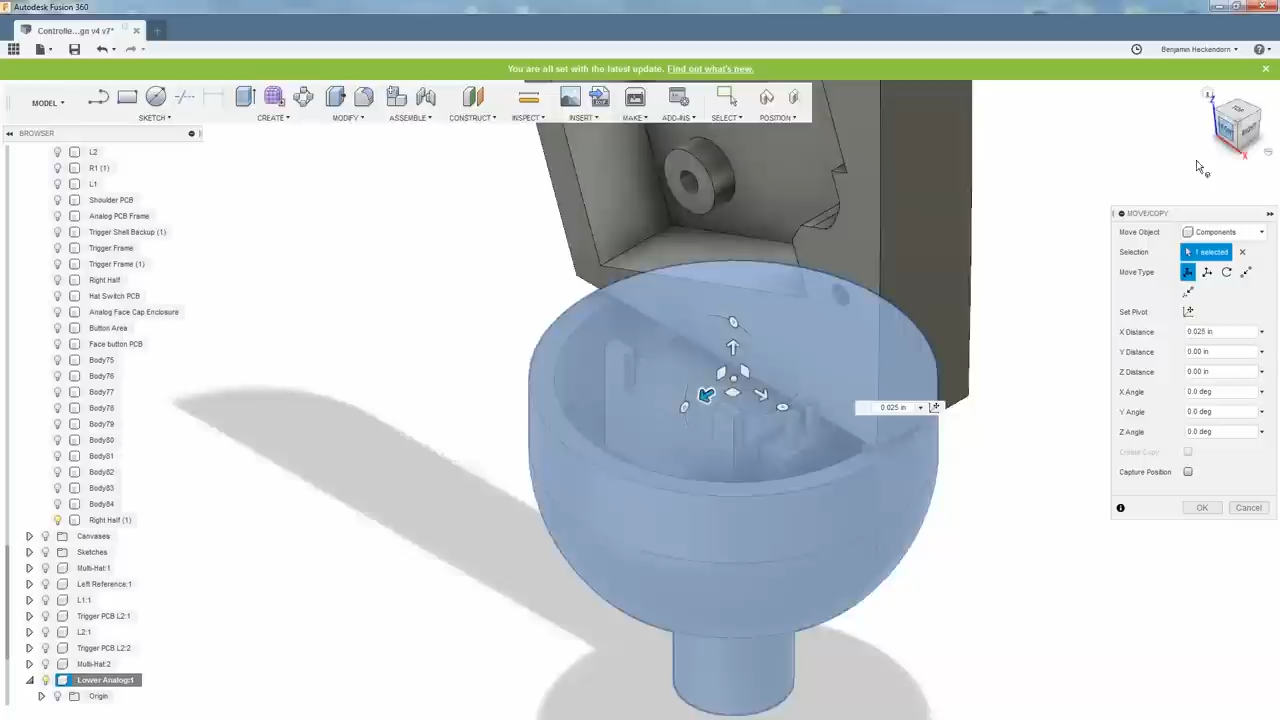 Autodesk Fusion 360
Controlle...gn v4 v7*
Benjamin Heckendorn
You are all set with the latest update. Find out what's new.
MODEL
SKETCH
CREATE
MODIFY
ASSEMBLE
CONSTRUCT
INSPECT
INSERT
MAKE
ADD-INS
SELECT
POSITION
BROWSER
L2
R1 (1)
L1
Shoulder PCB
Analog PCB Frame
Trigger Shell Backup (1)
Trigger Frame
Trigger Frame (1)
Right Half
Hat Switch PCB
Analog Face Cap Enclosure
Button Area
Face button PCB
Body75
Body76
Body77
Body78
Body79
Body80
Body81
Body82
Body83
Body84
Right Half (1)
Canvases
Sketches
Multi-Hat:1
Left Reference:1
L1:1
Trigger PCB L2:1
L2:1
Trigger PCB L2:2
Multi-Hat:2
Lower Analog:1
Origin
0.025 in
TOP
FRONT
RIGHT
Z
X
MOVE/COPY
Move Object Components
Selection 1 selected
Move Type
Set Pivot
X Distance 0.025 in
Y Distance 0.00 in
Z Distance 0.00 in
X Angle 0.0 deg
Y Angle 0.0 deg
Z Angle 0.0 deg
Create Copy
Capture Position
OK Cancel